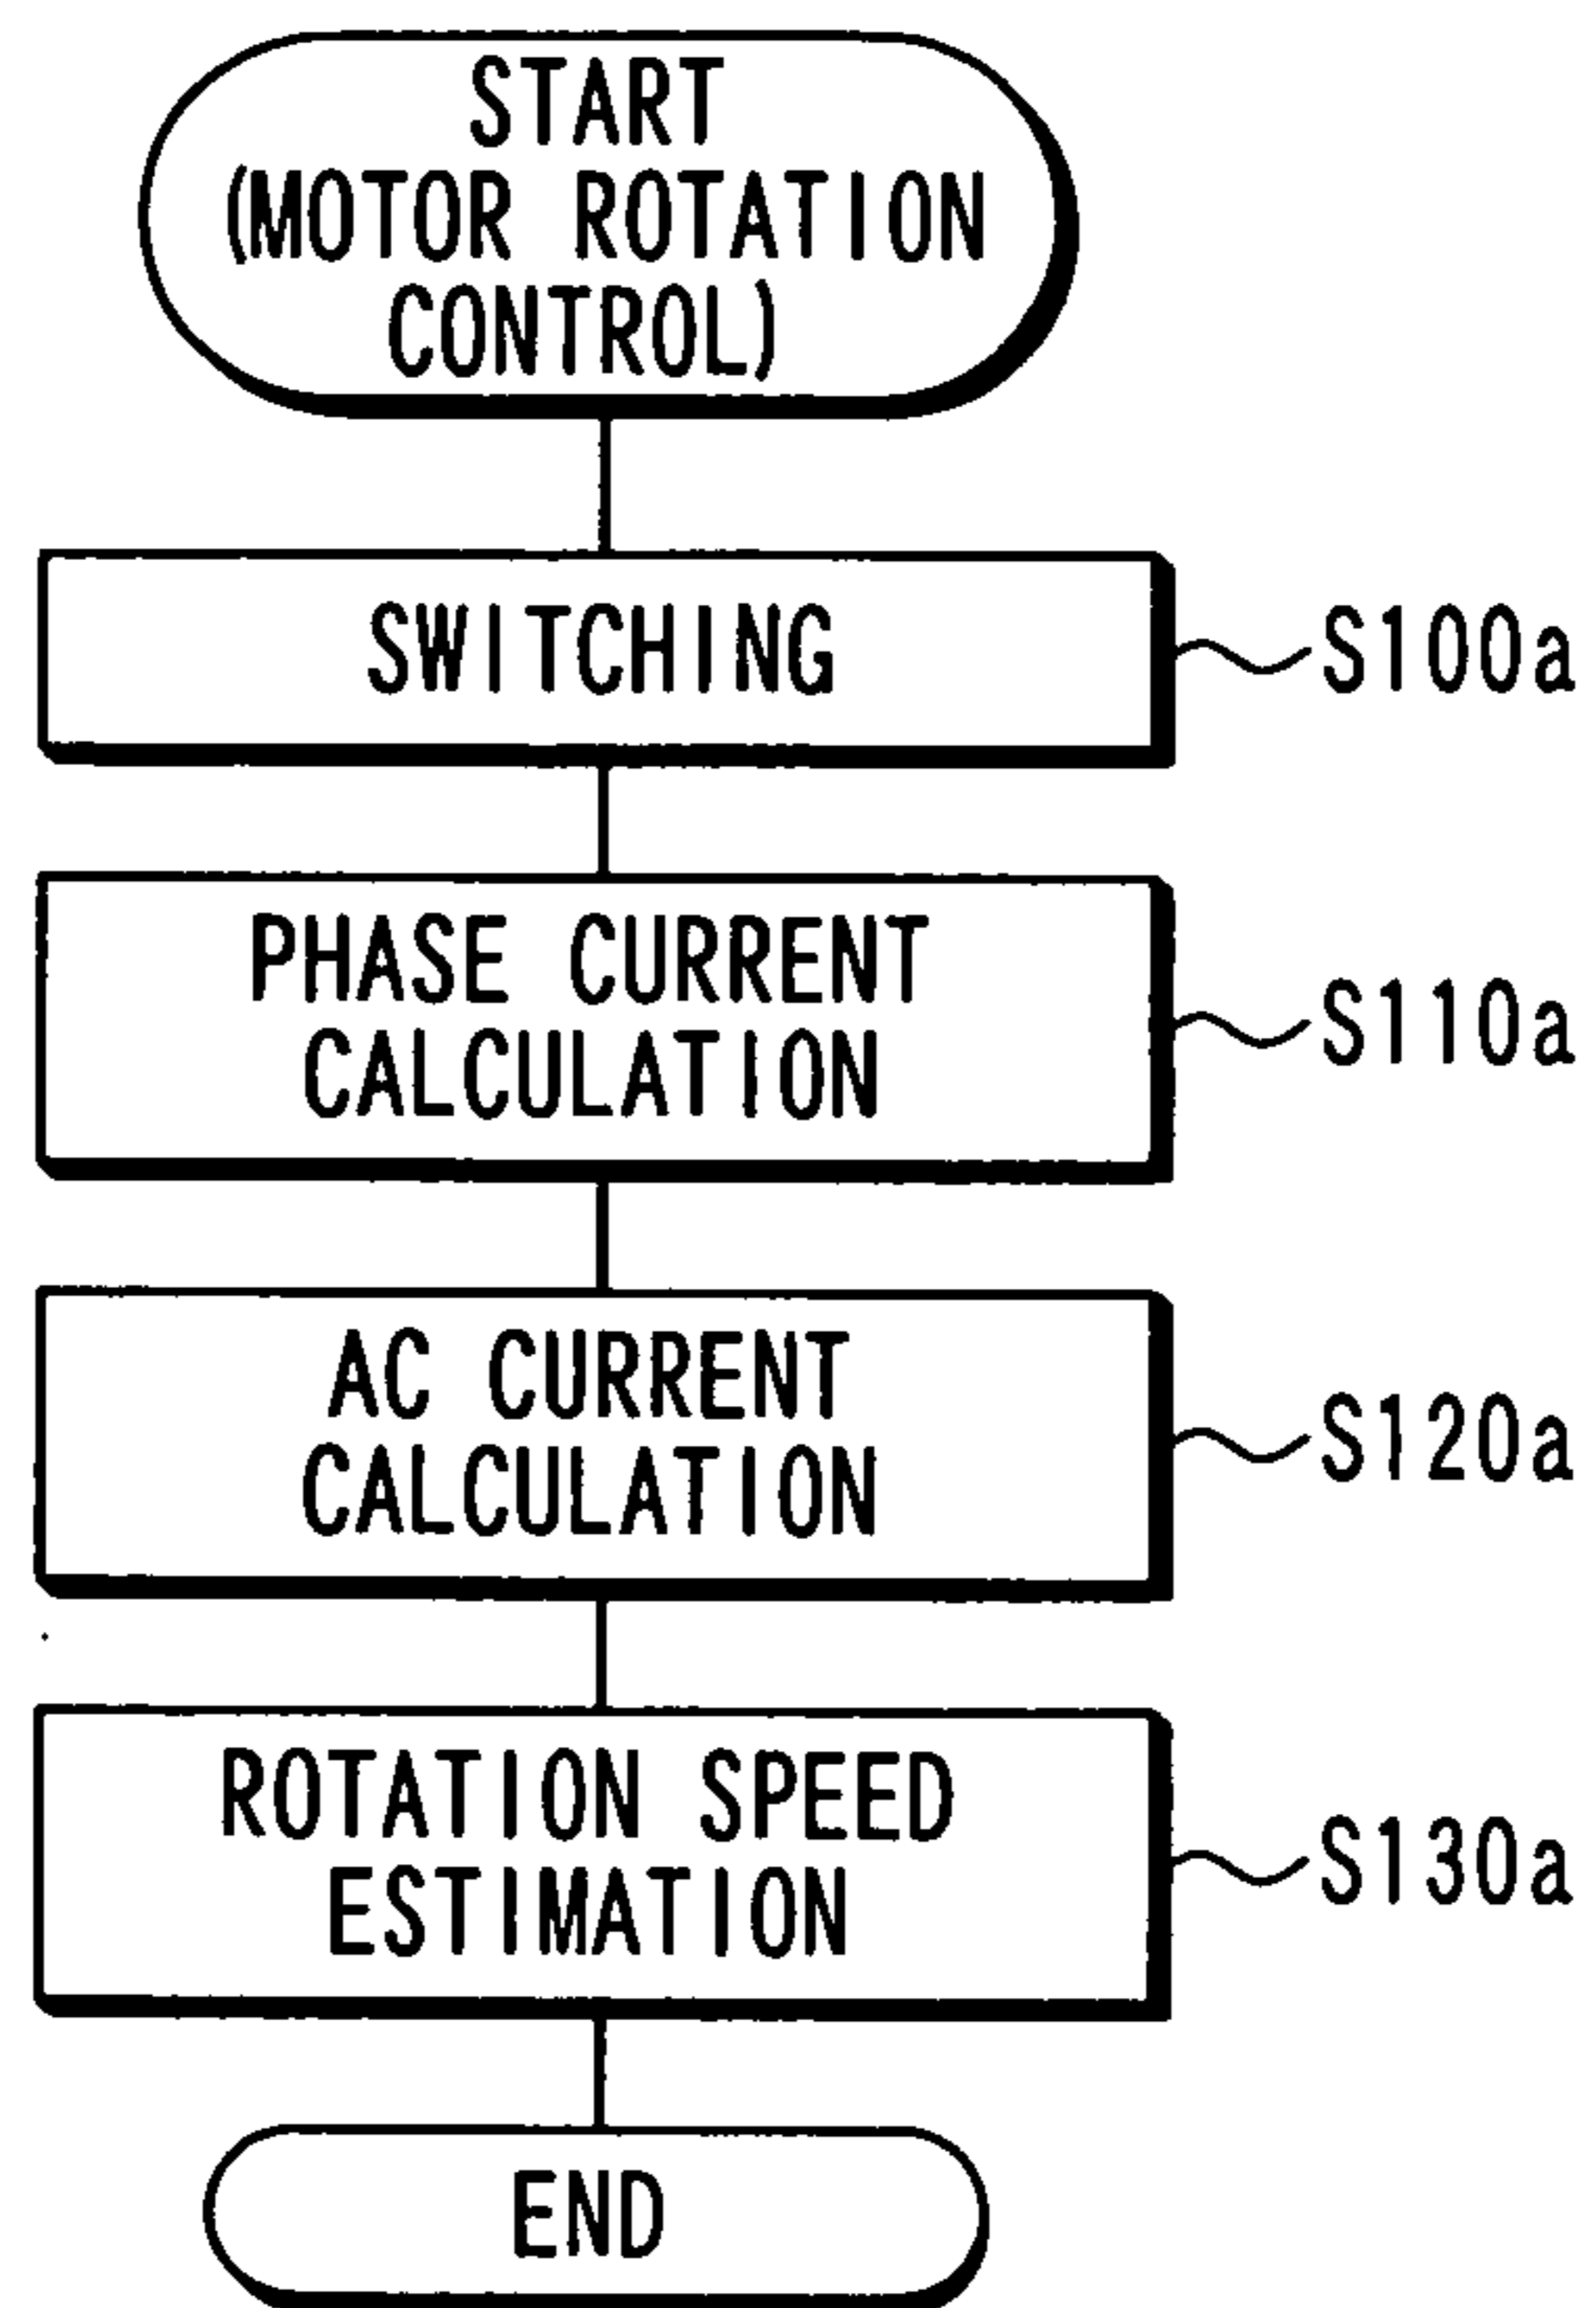 START
(MOTOR ROTATION
CONTROL)
SWITCHING
S100a
PHASE CURRENT
CALCULATION
S110a
AC CURRENT
CALCULATION
S120a
ROTATION SPEED
ESTIMATION
S130a
END